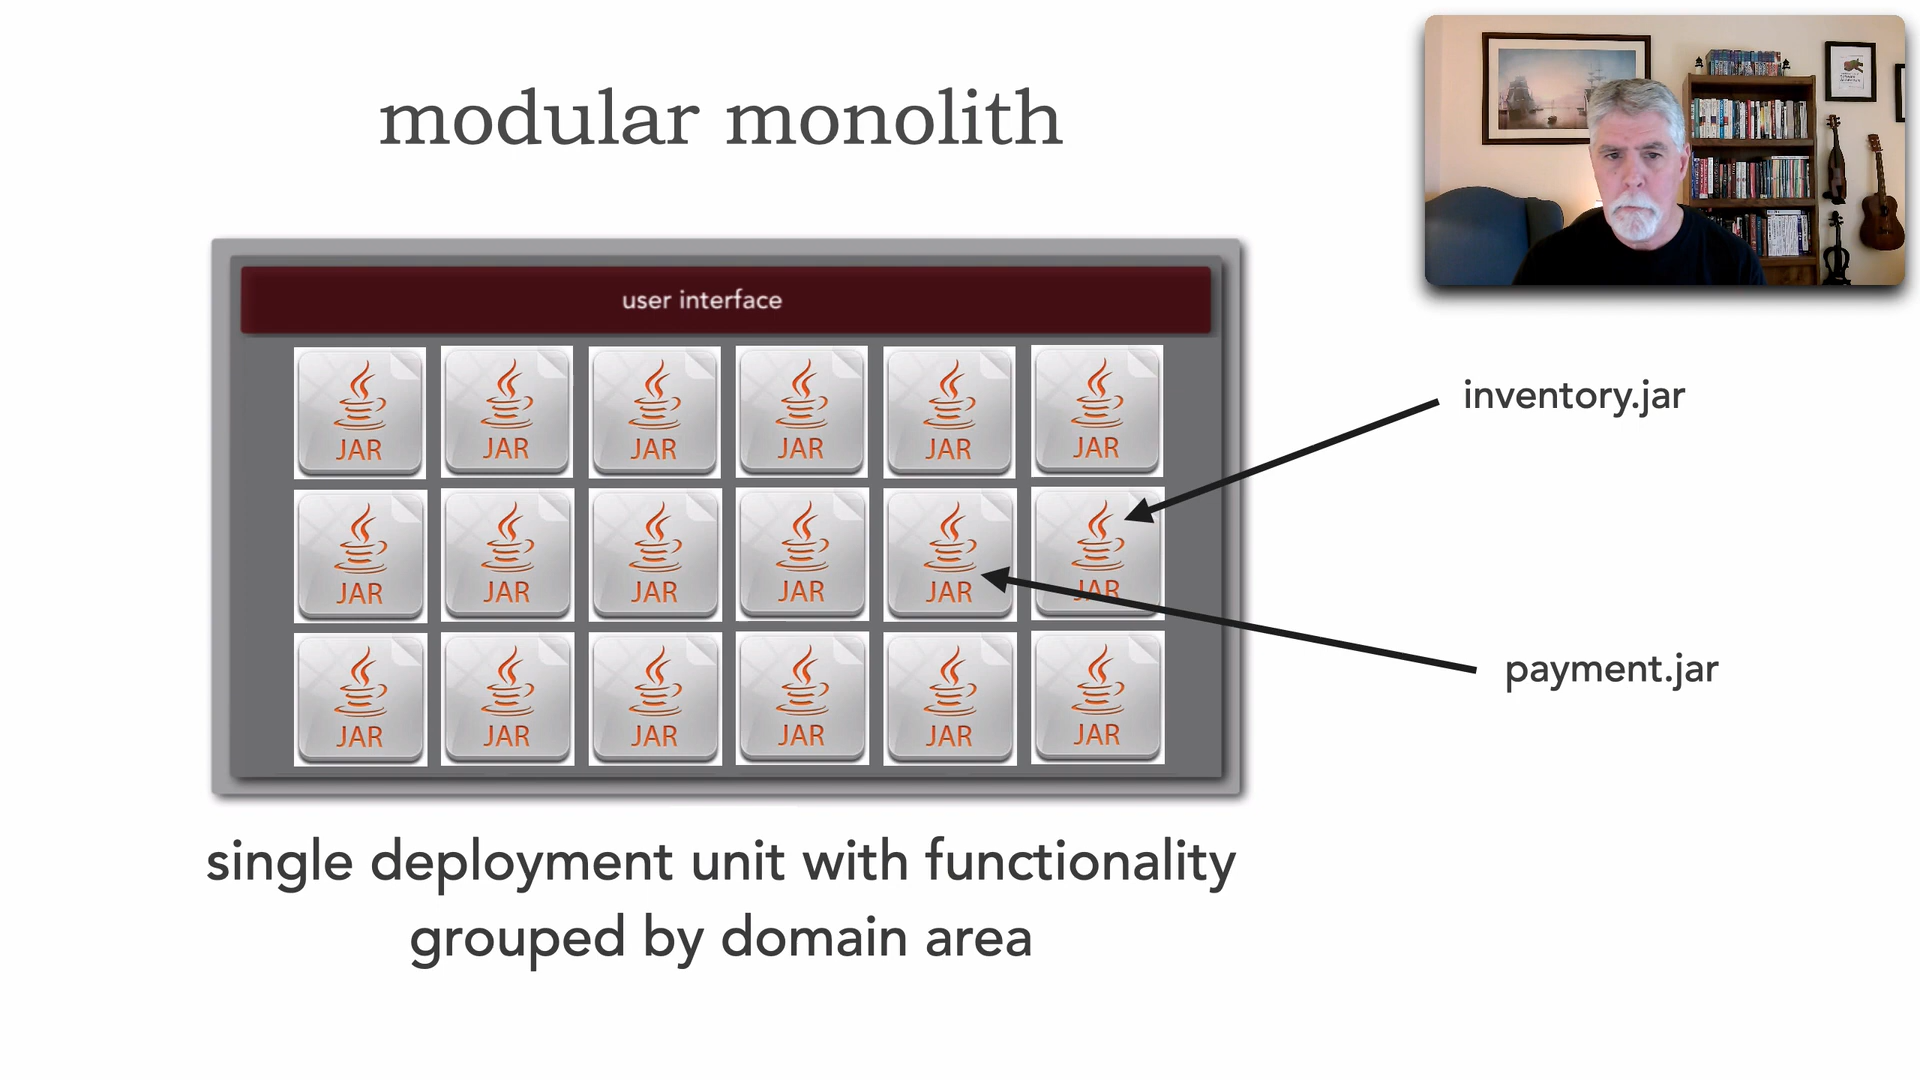 modular monolith
user interface
JAR JAR JAR JAR JAR JAR
inventory.jar
JAR JAR JAR JAR JAR JAR
payment.jar
JAR JAR JAR JAR JAR JAR
single deployment unit with functionality
grouped by domain area